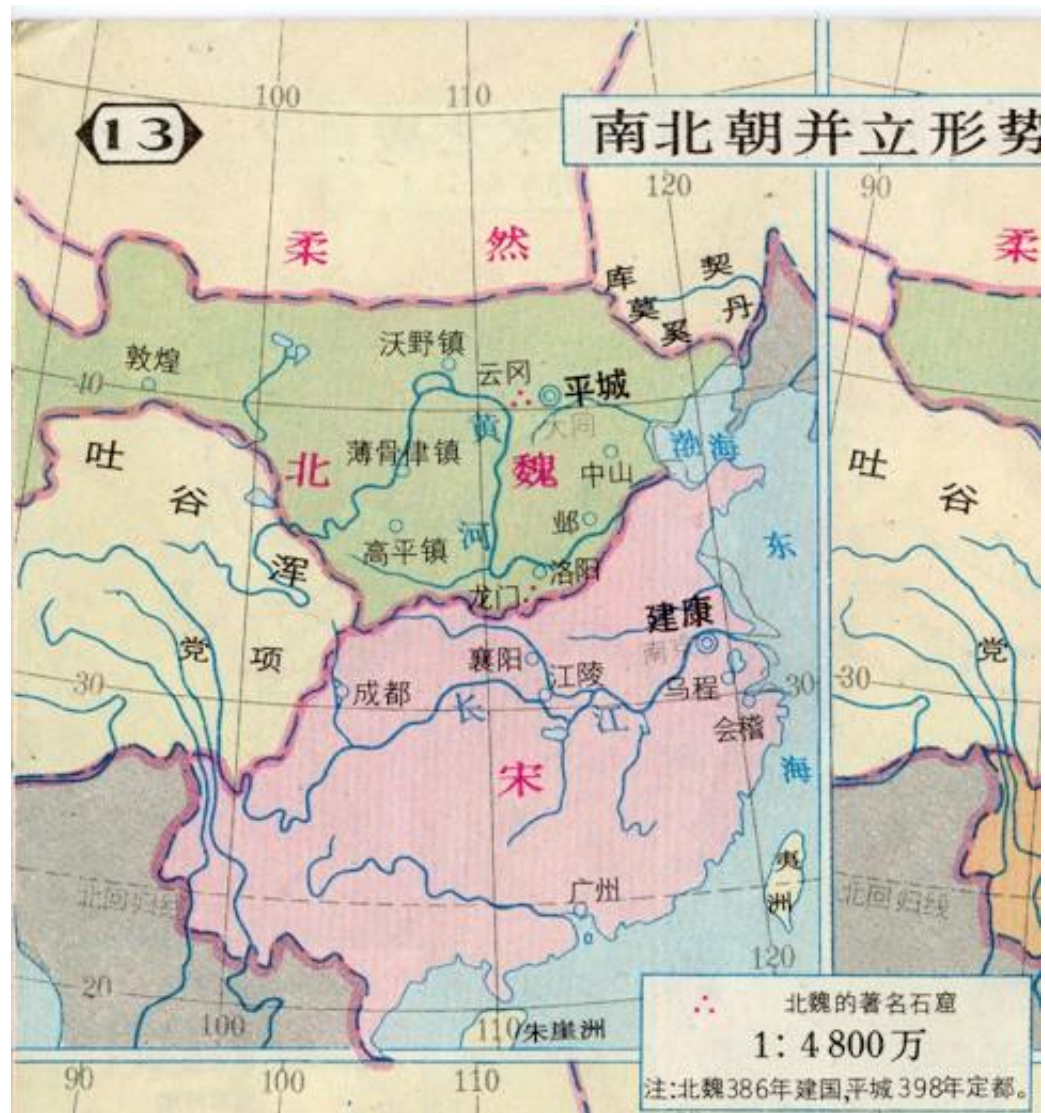 100
110
13
南北朝并立形势
120
90
柔然
柔
库莫奚
契丹
沃野镇
敦煌
云冈
平城
40
大同
黄河
渤海
吐谷浑
北魏
薄骨律镇
中山
吐谷
邺
东海
高平镇
洛阳
龙门
建康
南京
党项
襄阳
党
30
成都
江陵
乌程
30
30
长江
会稽
宋
夷洲
北回归线
广州
北回归线
120
20
100
110
朱崖洲
北魏的著名石窟
1:4800万
注:北魏386年建国,平城398年定都。
90
100
110